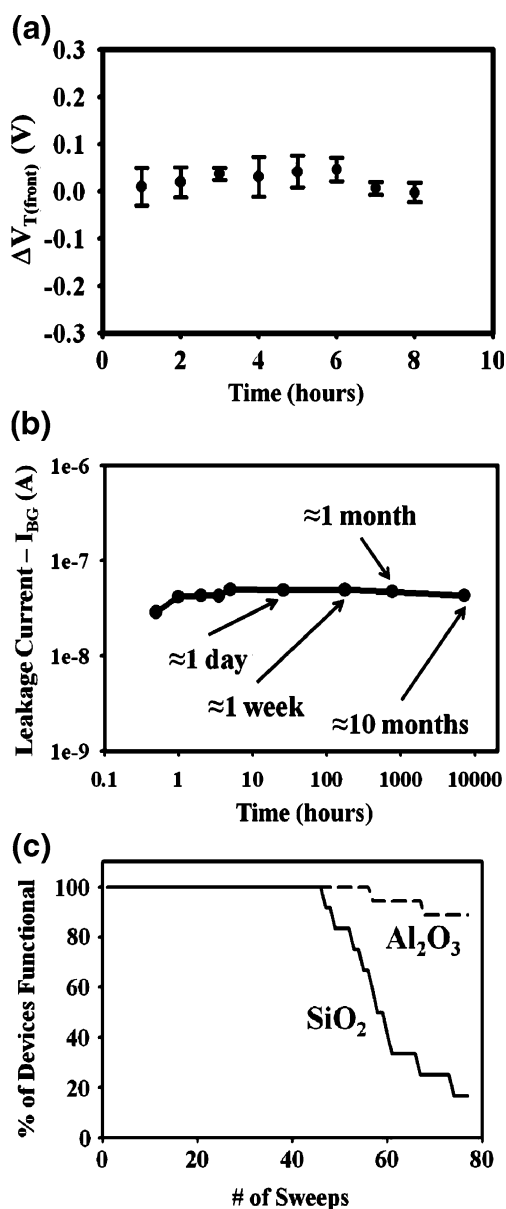 (a)
ΔV_T(front) (V)
0.3
0.2
0.1
0.0
-0.1
-0.2
-0.3
0 2 4 6 8 10
Time (hours)
(b)
Leakage Current – I_BG (A)
1e-6
1e-7
1e-8
1e-9
≈1 month
≈1 day
≈1 week
≈10 months
0.1 1 10 100 1000 10000
Time (hours)
(c)
% of Devices Functional
100
80
60
40
20
0
Al₂O₃
SiO₂
0 20 40 60 80
# of Sweeps